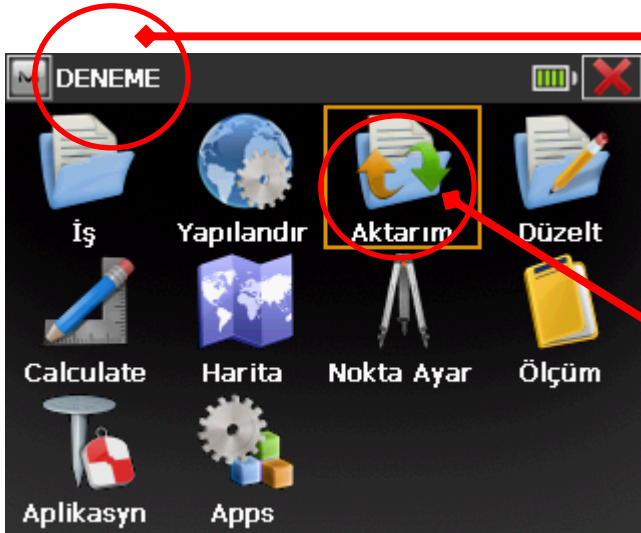 DENEME
İş Yapılandır Aktarım Düzelt
Calculate Harita Nokta Ayar Ölçüm
Aplikasyn Apps